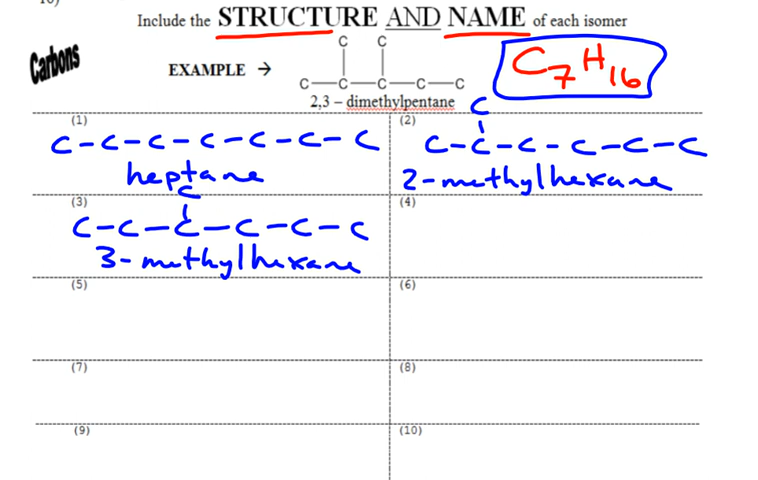 Include the STRUCTURE AND NAME of each isomer
Carbons
C C
EXAMPLE → C—C—C—C—C
2,3 – dimethylpentane
C7H16
(1)
C-C-C-C-C-C-C
heptane
(2)
C
C-C-C-C-C-C
2-methylhexane
(3)
C
C-C-C-C-C-C
3-methylhexane
(4)
(5)
(6)
(7)
(8)
(9)
(10)